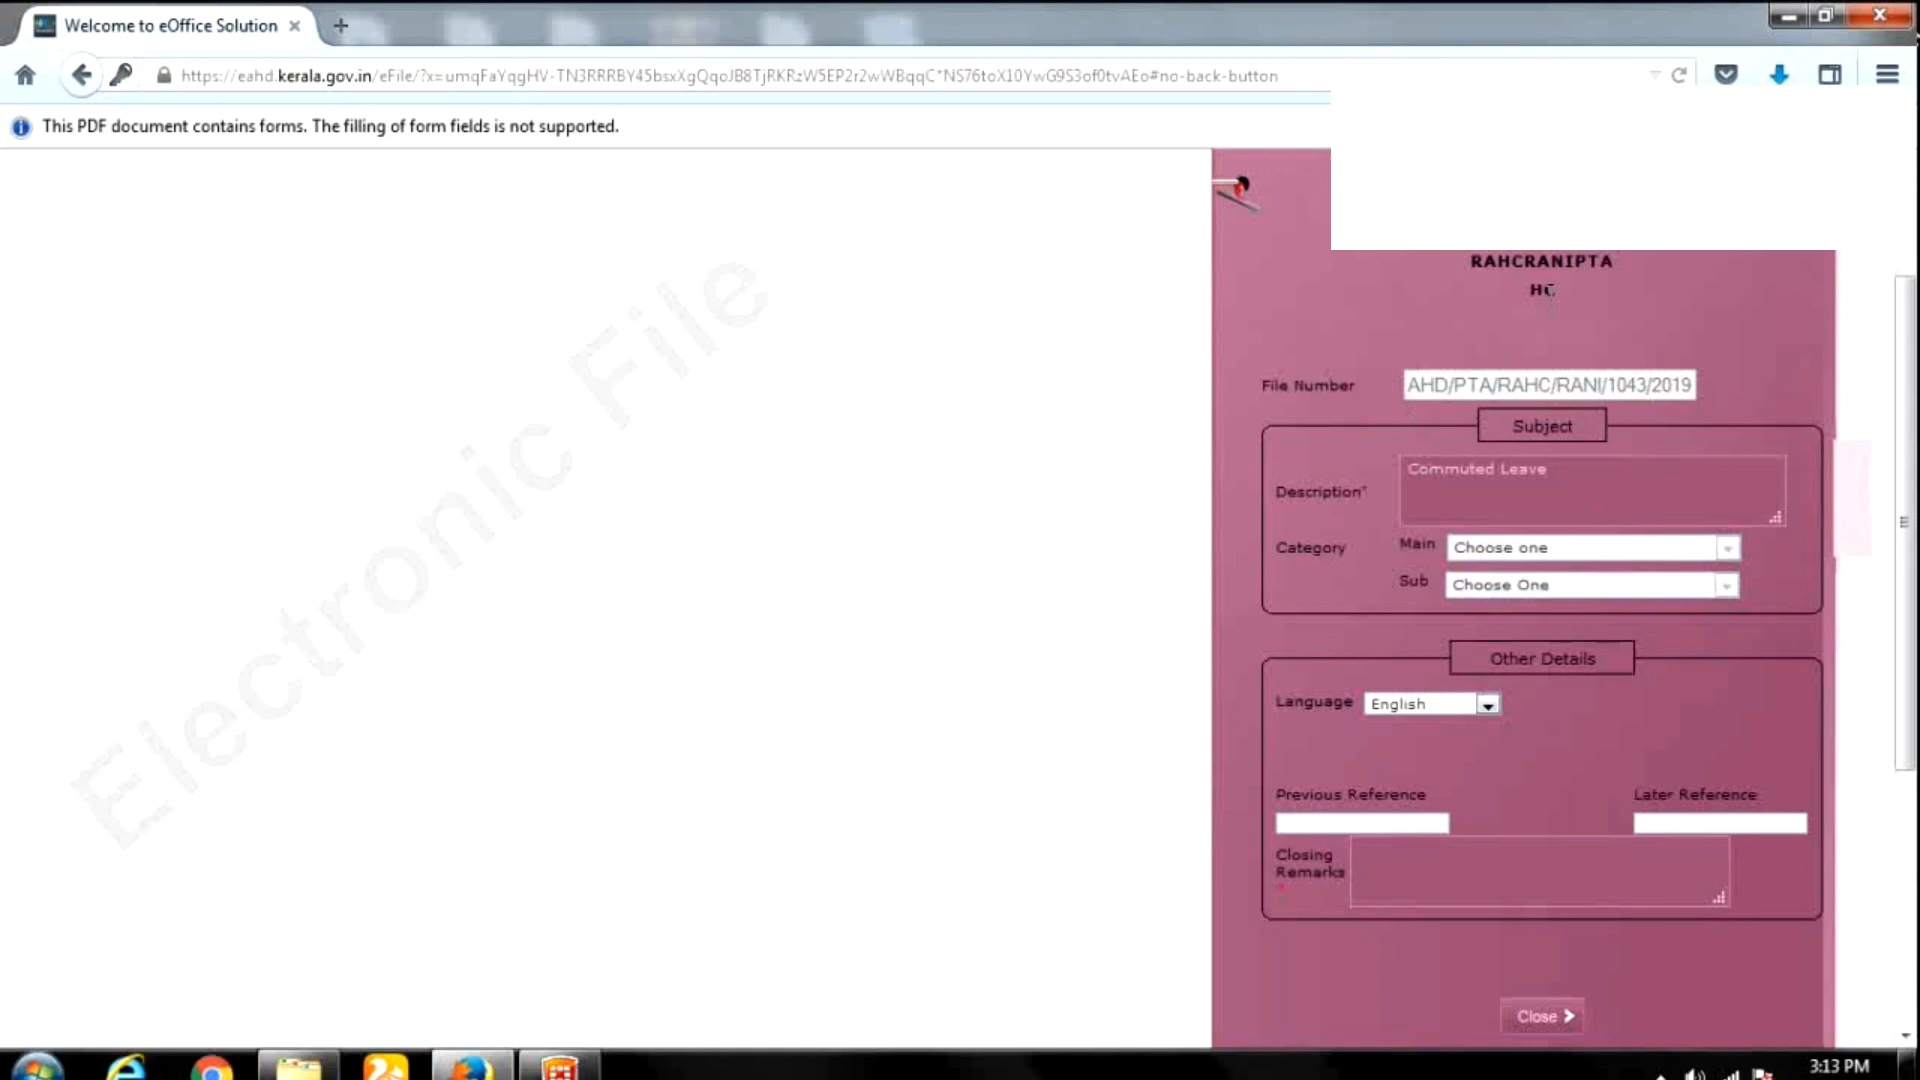 Welcome to eOffice Solution
https://eahd.kerala.gov.in/eFile/?x=umqFaYqgHV-TN3RRRBY45bsxXgQqoJB8TjRKRzW5EP2r2wWBqqC*NS76toX10YwG9S3of0tvAEo#no-back-button
This PDF document contains forms. The filling of form fields is not supported.
Electronic File
RAHCRANIPTA
HC
File Number AHD/PTA/RAHC/RANI/1043/2019
Subject
Description* Commuted Leave
Category Main Choose one
Sub Choose One
Other Details
Language English
Previous Reference Later Reference
Closing
Remarks
*
Close
3:13 PM